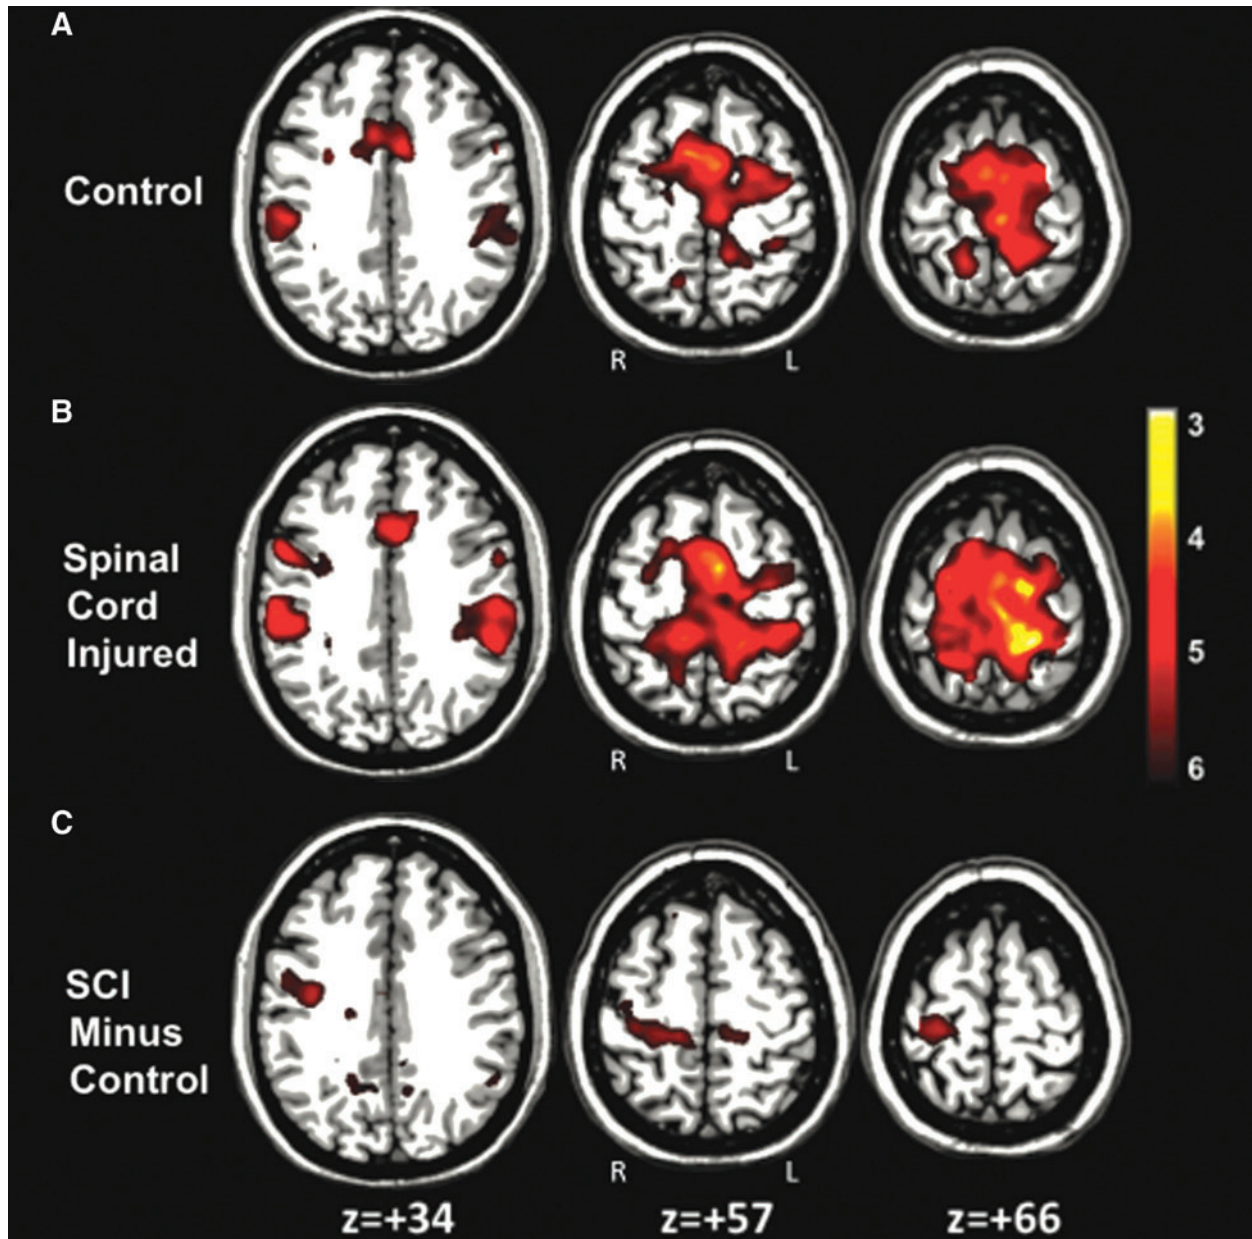 A
Control
R L
B
3
4
Spinal
Cord
Injured
5
6
R L
C
SCI
Minus
Control
R L
z=+34 z=+57 z=+66